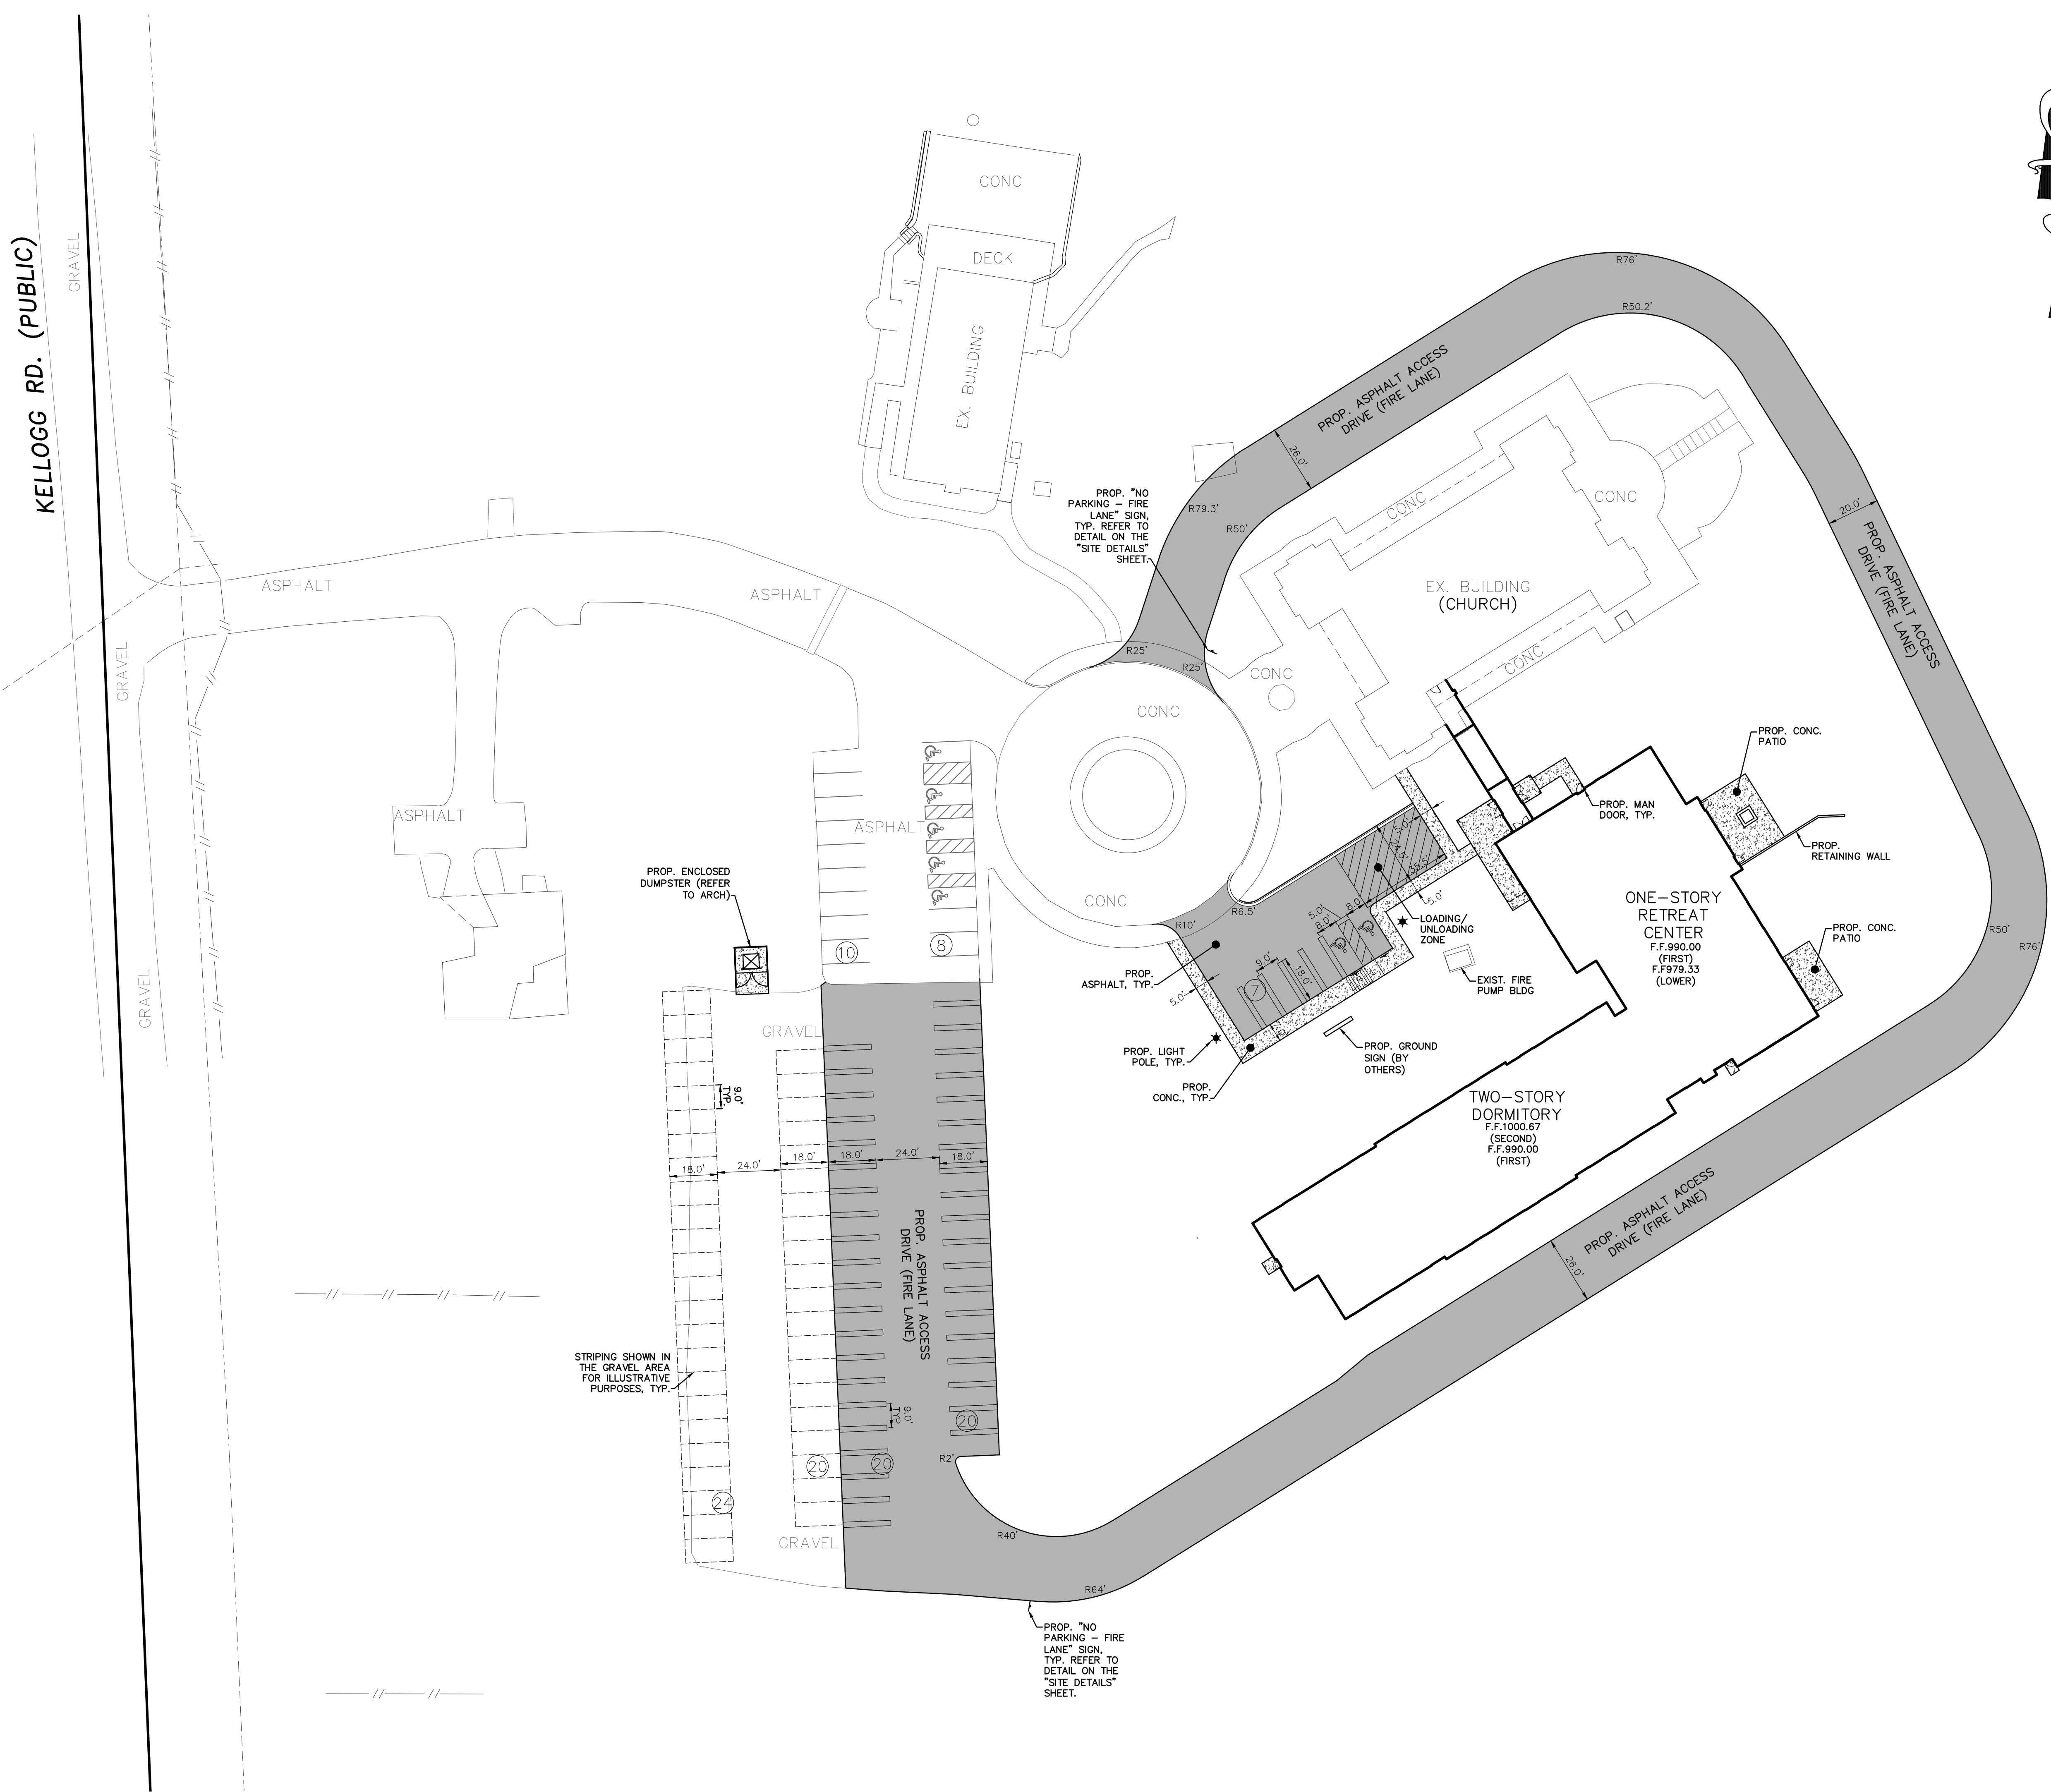 KELLOGG RD. (PUBLIC)
GRAVEL
CONC
DECK
EX. BUILDING
R76'
R50.2'
PROP. ASPHALT ACCESS
DRIVE (FIRE LANE)
26.0'
PROP. "NO
PARKING – FIRE
LANE" SIGN,
TYP. REFER TO
DETAIL ON THE
"SITE DETAILS"
SHEET.
R79.3'
R50'
CONC
CONC
20.0'
PROP. ASPHALT ACCESS
DRIVE (FIRE LANE)
EX. BUILDING
(CHURCH)
ASPHALT
ASPHALT
R25'
R25'
CONC
CONC
GRAVEL
CONC
PROP. CONC.
PATIO
PROP. MAN
DOOR, TYP.
PROP.
RETAINING WALL
ASPHALT
ASPHALT
5.0'
24.5'
35.5'
5.0'
PROP. ENCLOSED
DUMPSTER (REFER
TO ARCH)
CONC
R6.5'
R10'
5.0'
8.0'
8.0'
LOADING/
UNLOADING
ZONE
ONE–STORY
RETREAT
CENTER
F.F.990.00
(FIRST)
F.F979.33
(LOWER)
PROP. CONC.
PATIO
R50'
R76'
10
8
9.0'
18.0'
7
PROP.
ASPHALT, TYP.
5.0'
EXIST. FIRE
PUMP BLDG
GRAVEL
GRAVEL
PROP. LIGHT
POLE, TYP.
PROP. GROUND
SIGN (BY
OTHERS)
PROP.
CONC., TYP.
9.0'
TYP.
TWO–STORY
DORMITORY
F.F.1000.67
(SECOND)
F.F.990.00
(FIRST)
18.0'
24.0'
18.0'
18.0'
24.0'
18.0'
PROP. ASPHALT ACCESS
DRIVE (FIRE LANE)
PROP. ASPHALT ACCESS
DRIVE (FIRE LANE)
26.0'
STRIPING SHOWN IN
THE GRAVEL AREA
FOR ILLUSTRATIVE
PURPOSES, TYP.
9.0'
TYP
20
R2'
20
20
24
R40'
GRAVEL
R64'
PROP. "NO
PARKING – FIRE
LANE" SIGN,
TYP. REFER TO
DETAIL ON THE
"SITE DETAILS"
SHEET.